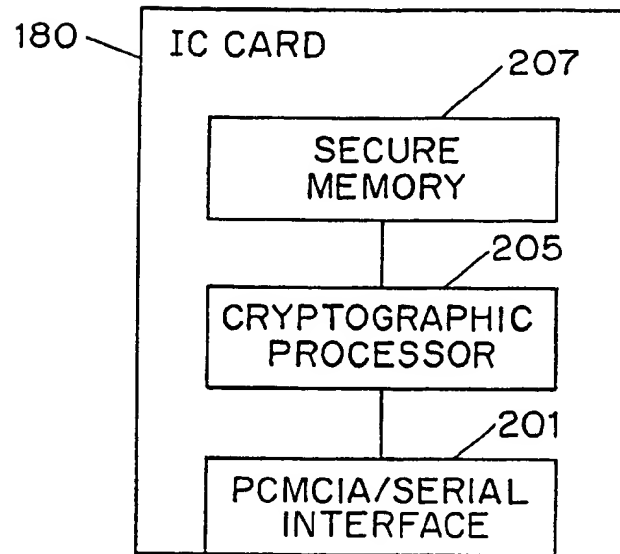 180
IC CARD
207
SECURE
MEMORY
205
CRYPTOGRAPHIC
PROCESSOR
201
PCMCIA/SERIAL
INTERFACE